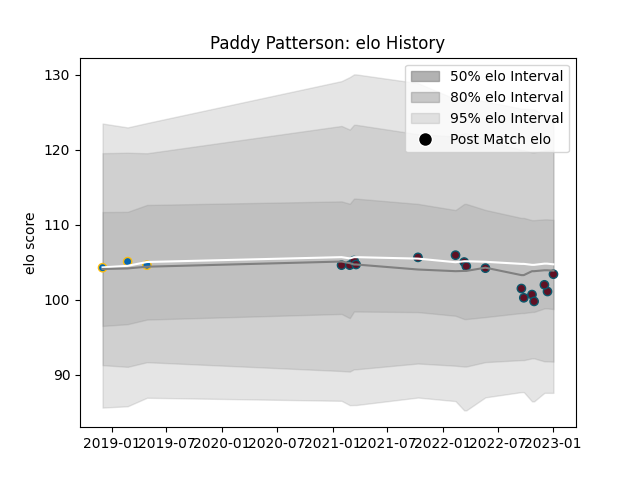 Paddy Patterson: elo History
130
120
110
100
90
elo score
50% elo Interval
80% elo Interval
95% elo Interval
Post Match elo
2019-01 2019-07 2020-01 2020-07 2021-01 2021-07 2022-01 2022-07 2023-01